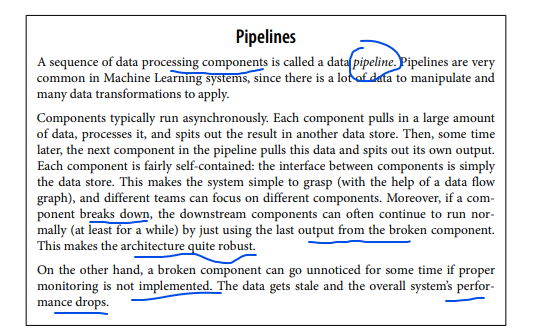 Pipelines
A sequence of data processing components is called a data pipeline. Pipelines are very
common in Machine Learning systems, since there is a lot of data to manipulate and
many data transformations to apply.
Components typically run asynchronously. Each component pulls in a large amount
of data, processes it, and spits out the result in another data store. Then, some time
later, the next component in the pipeline pulls this data and spits out its own output.
Each component is fairly self-contained: the interface between components is simply
the data store. This makes the system simple to grasp (with the help of a data flow
graph), and different teams can focus on different components. Moreover, if a com-
ponent breaks down, the downstream components can often continue to run nor-
mally (at least for a while) by just using the last output from the broken component.
This makes the architecture quite robust.
On the other hand, a broken component can go unnoticed for some time if proper
monitoring is not implemented. The data gets stale and the overall system’s perfor-
mance drops.